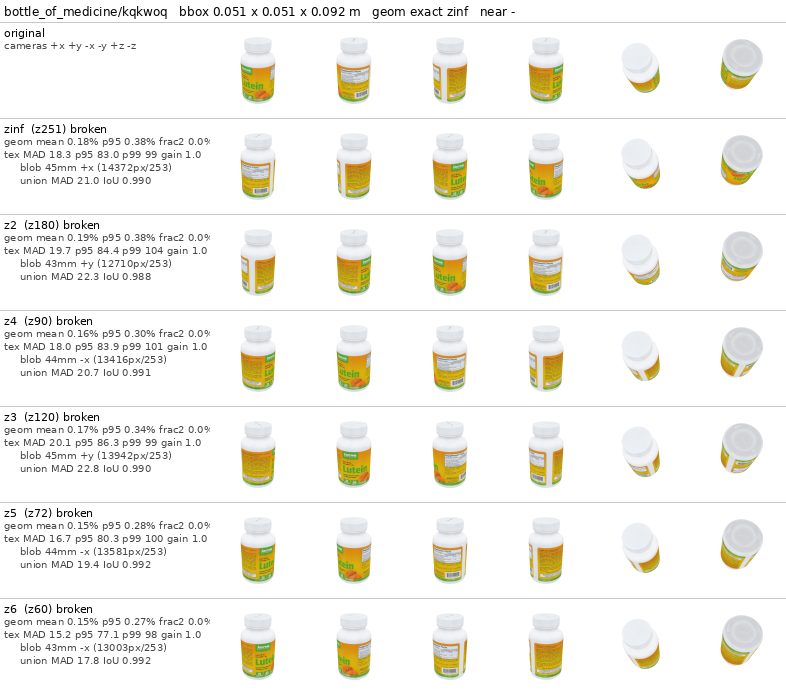 bottle_of_medicine/kqkwoq bbox 0.051 x 0.051 x 0.092 m geom exact zinf near -
original
cameras +x +y -x -y +z -z
Lutein
zinf (z251) broken
geom mean 0.18% p95 0.38% frac2 0.0%
tex MAD 18.3 p95 83.0 p99 99 gain 1.0
blob 45mm +x (14372px/253)
union MAD 21.0 IoU 0.990
z2 (z180) broken
geom mean 0.19% p95 0.38% frac2 0.0%
tex MAD 19.7 p95 84.4 p99 104 gain 1.0
blob 43mm +y (12710px/253)
union MAD 22.3 IoU 0.988
Lutein
z4 (z90) broken
geom mean 0.16% p95 0.30% frac2 0.0%
tex MAD 18.0 p95 83.9 p99 101 gain 1.0
blob 44mm -x (13416px/253)
union MAD 20.7 IoU 0.991
Lutein
z3 (z120) broken
geom mean 0.17% p95 0.34% frac2 0.0%
tex MAD 20.1 p95 86.3 p99 99 gain 1.0
blob 45mm +y (13942px/253)
union MAD 22.8 IoU 0.990
Lutein
z5 (z72) broken
geom mean 0.15% p95 0.28% frac2 0.0%
tex MAD 16.7 p95 80.3 p99 100 gain 1.0
blob 44mm -x (13581px/253)
union MAD 19.4 IoU 0.992
z6 (z60) broken
geom mean 0.15% p95 0.27% frac2 0.0%
tex MAD 15.2 p95 77.1 p99 98 gain 1.0
blob 43mm -x (13003px/253)
union MAD 17.8 IoU 0.992